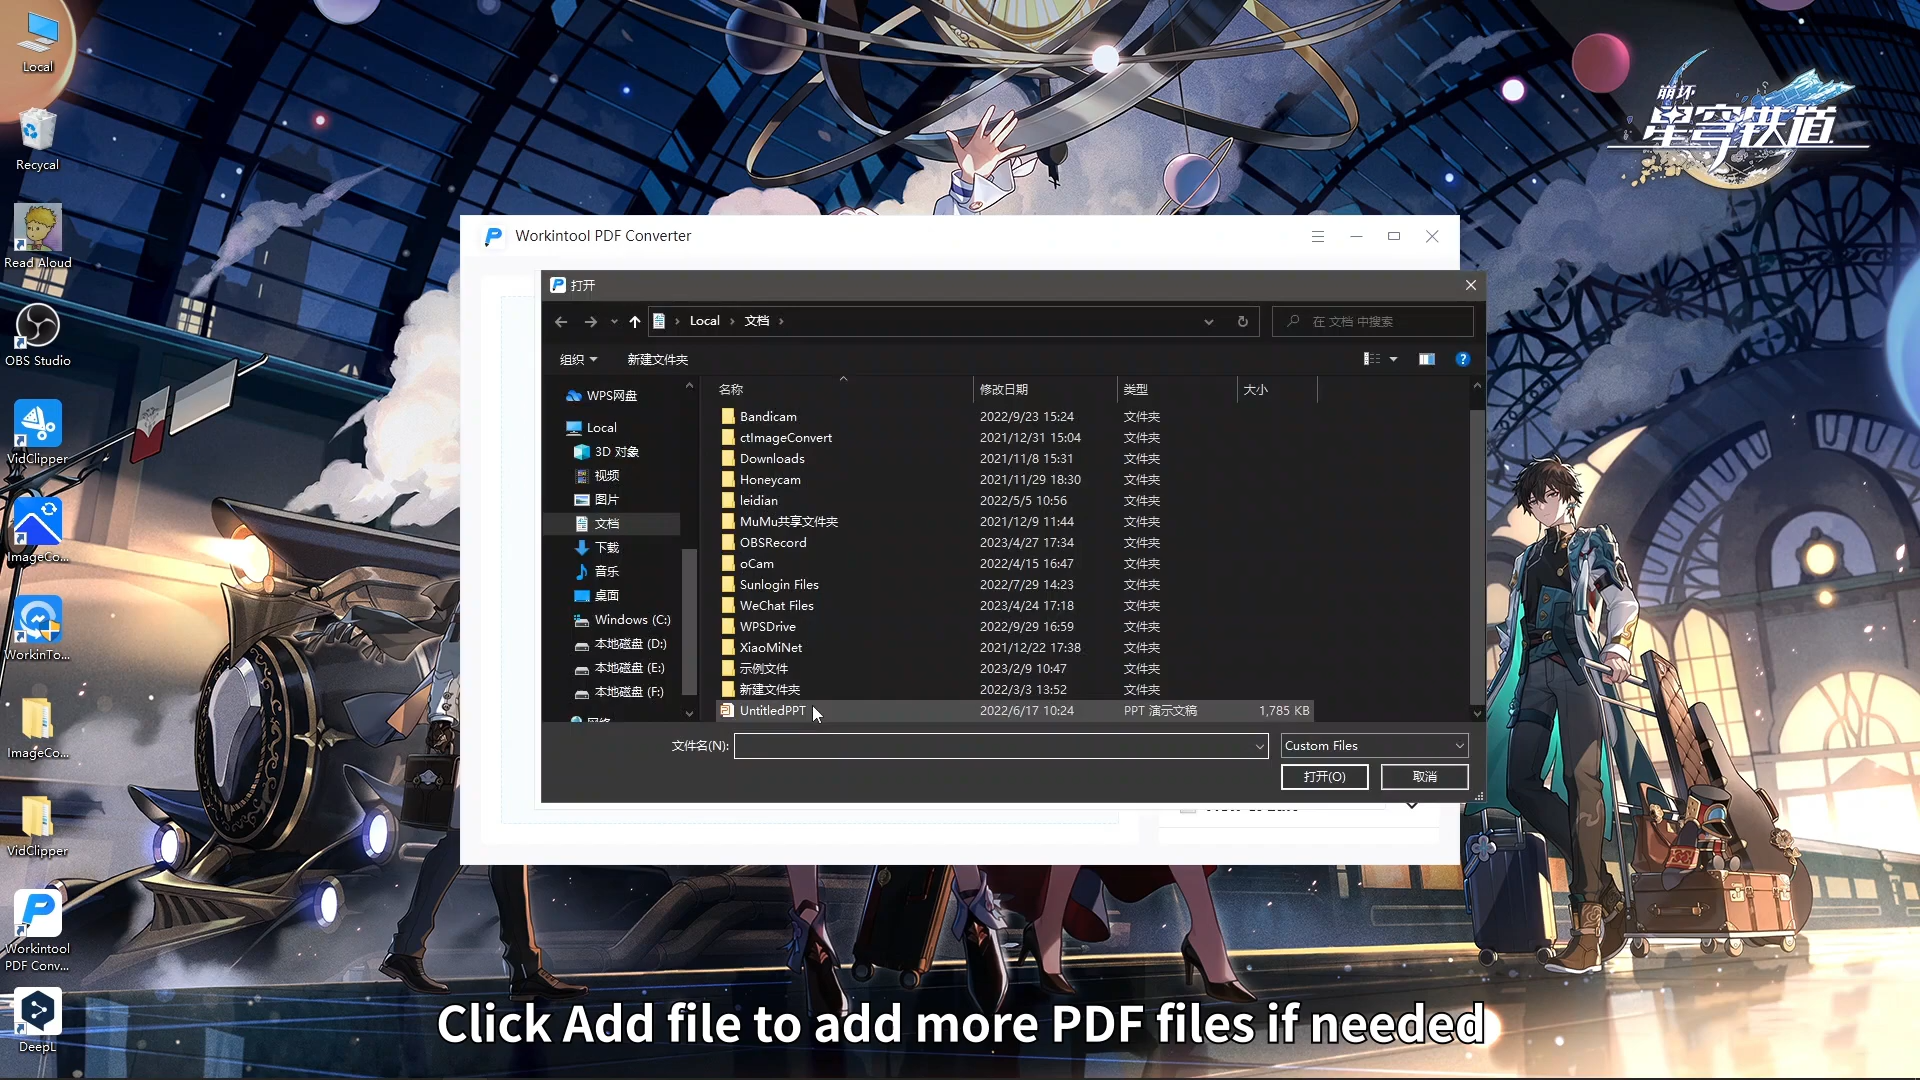 Local
Recycal
Read Aloud
OBS Studio
VidClipper
ImageCo...
WorkinTo...
ImageCo...
VidClipper
Workintool
PDF Conv...
DeepL
崩坏
星穹铁道
Workintool PDF Converter
打开
Local
文档
在 文档 中搜索
组织
新建文件夹
WPS网盘
Local
3D 对象
视频
图片
文档
下载
音乐
桌面
Windows (C:)
本地磁盘 (D:)
本地磁盘 (E:)
本地磁盘 (F:)
名称 修改日期 类型 大小
Bandicam 2022/9/23 15:24 文件夹
ctImageConvert 2021/12/31 15:04 文件夹
Downloads 2021/11/8 15:31 文件夹
Honeycam 2021/11/29 18:30 文件夹
leidian 2022/5/5 10:56 文件夹
MuMu共享文件夹 2021/12/9 11:44 文件夹
OBSRecord 2023/4/27 17:34 文件夹
oCam 2022/4/15 16:47 文件夹
Sunlogin Files 2022/7/29 14:23 文件夹
WeChat Files 2023/4/24 17:18 文件夹
WPSDrive 2022/9/29 16:59 文件夹
XiaoMiNet 2021/12/22 17:38 文件夹
示例文件 2023/2/9 10:47 文件夹
新建文件夹 2022/3/3 13:52 文件夹
UntitledPPT 2022/6/17 10:24 PPT 演示文稿 1,785 KB
文件名(N):
Custom Files
打开(O)
取消
Click Add file to add more PDF files if needed